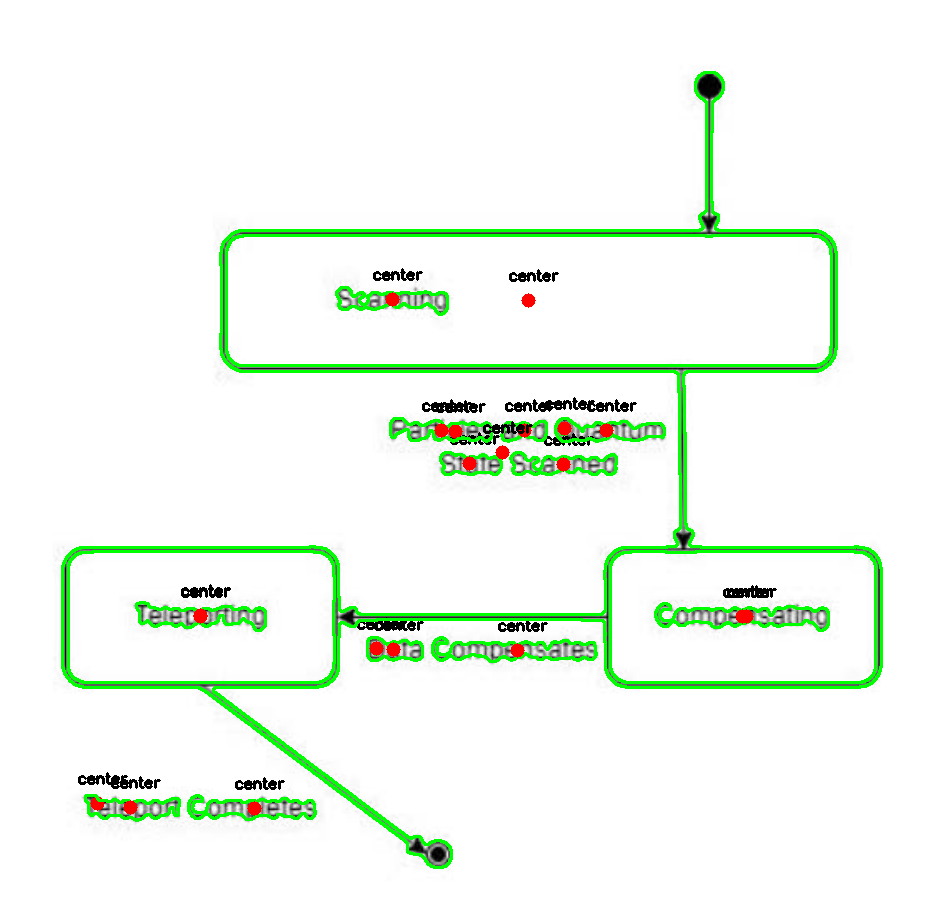 center center
Scanning
center center center center center
Particles and Quantum
center center center
State Scanned
center center center
Teleporting Compensating
center center center
Data Compensates
center center center
Teleport Completes